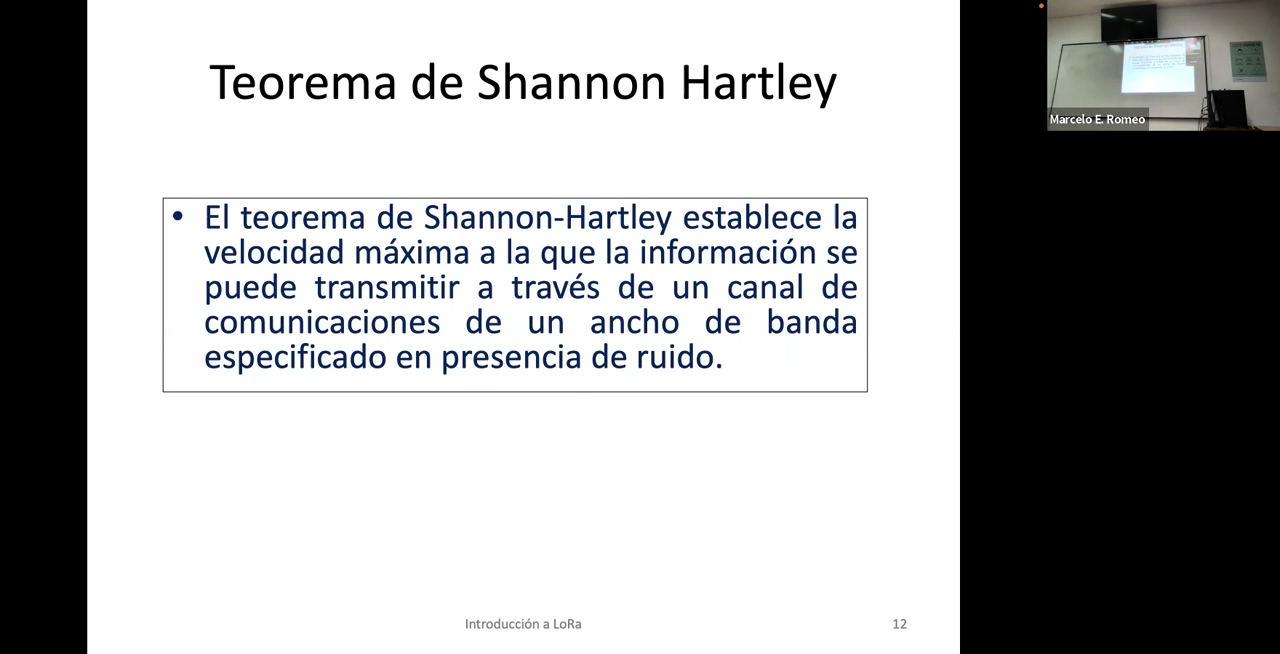 Teorema de Shannon Hartley
• El teorema de Shannon-Hartley establece la
velocidad máxima a la que la información se
puede transmitir a través de un canal de
comunicaciones de un ancho de banda
especificado en presencia de ruido.
Introducción a LoRa
12
Marcelo E. Romeo